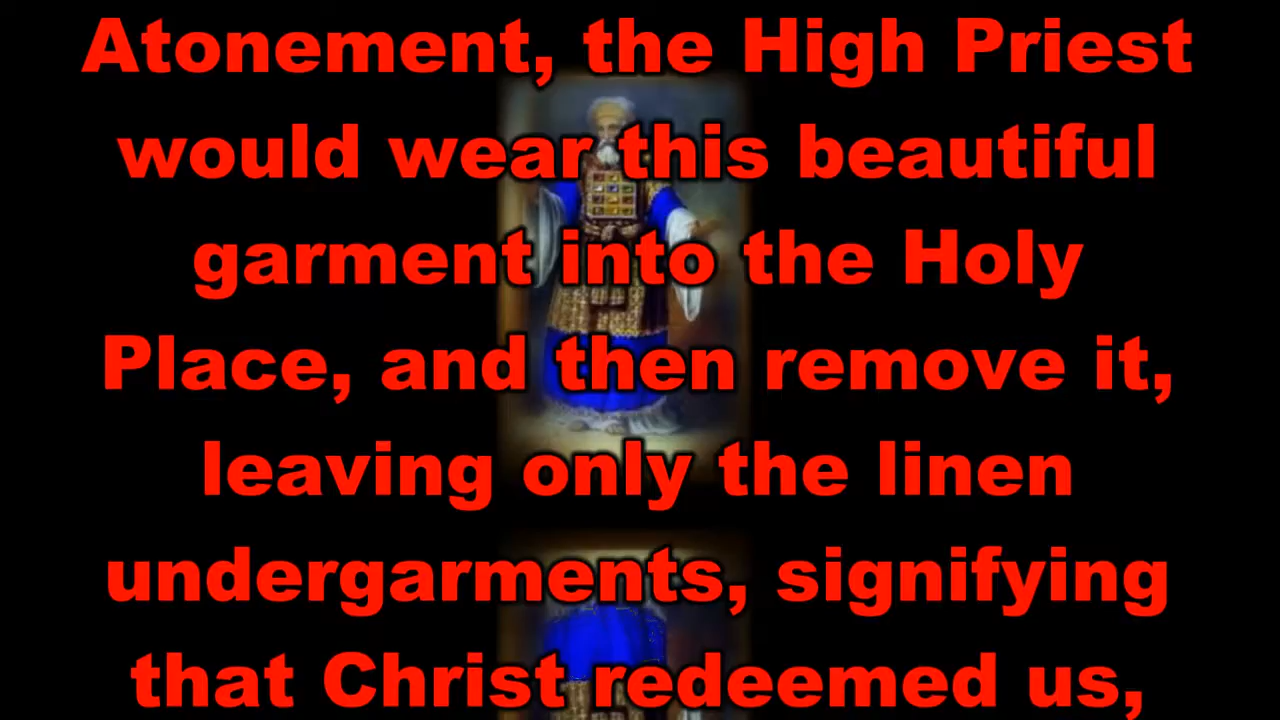 Atonement, the High Priest
would wear this beautiful
garment into the Holy
Place, and then remove it,
leaving only the linen
undergarments, signifying
that Christ redeemed us,